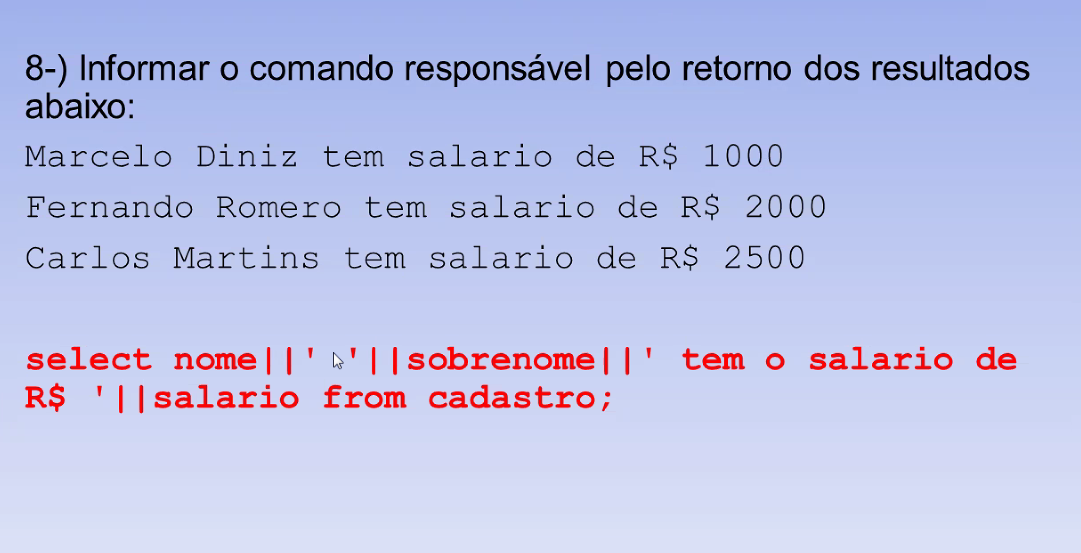 8-) Informar o comando responsável pelo retorno dos resultados
abaixo:
Marcelo Diniz tem salario de R$ 1000
Fernando Romero tem salario de R$ 2000
Carlos Martins tem salario de R$ 2500
select nome||' '||sobrenome||' tem o salario de
R$ '||salario from cadastro;